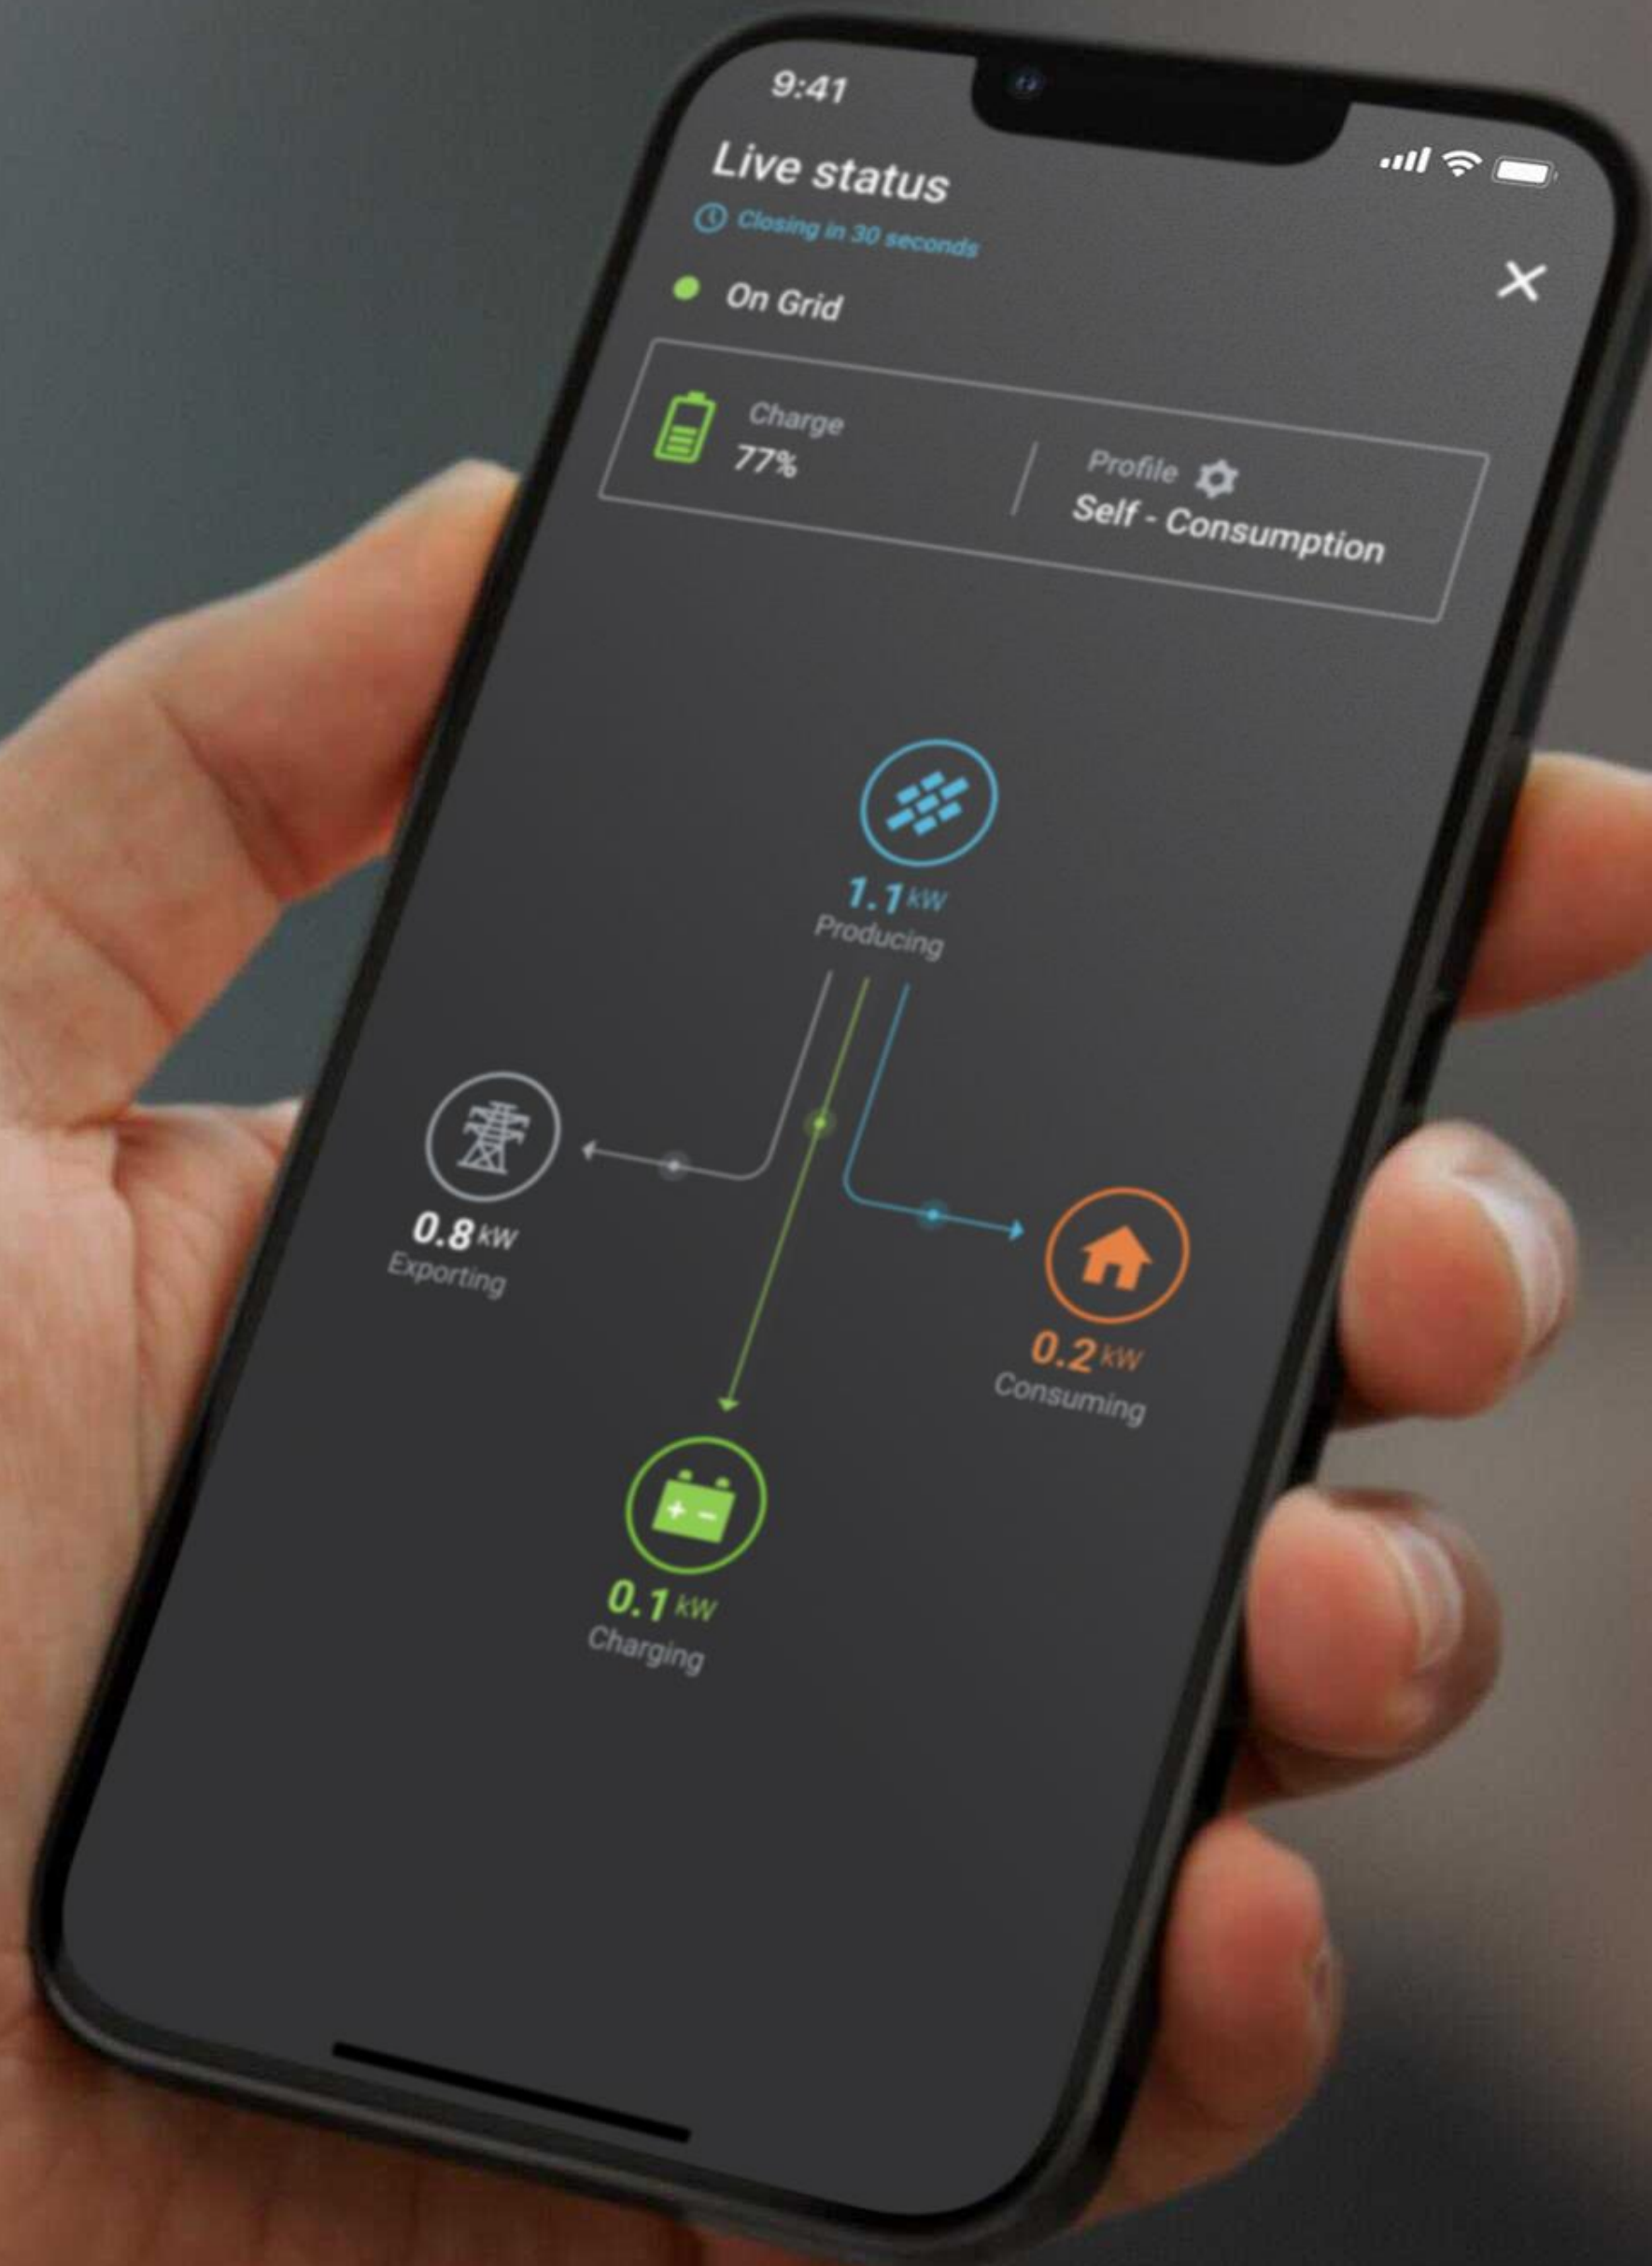 9:41
Live status
Closing in 30 seconds
On Grid
Charge
77%
Profile
Self - Consumption
1.1 kW
Producing
0.8 kW
Exporting
0.2 kW
Consuming
0.1 kW
Charging